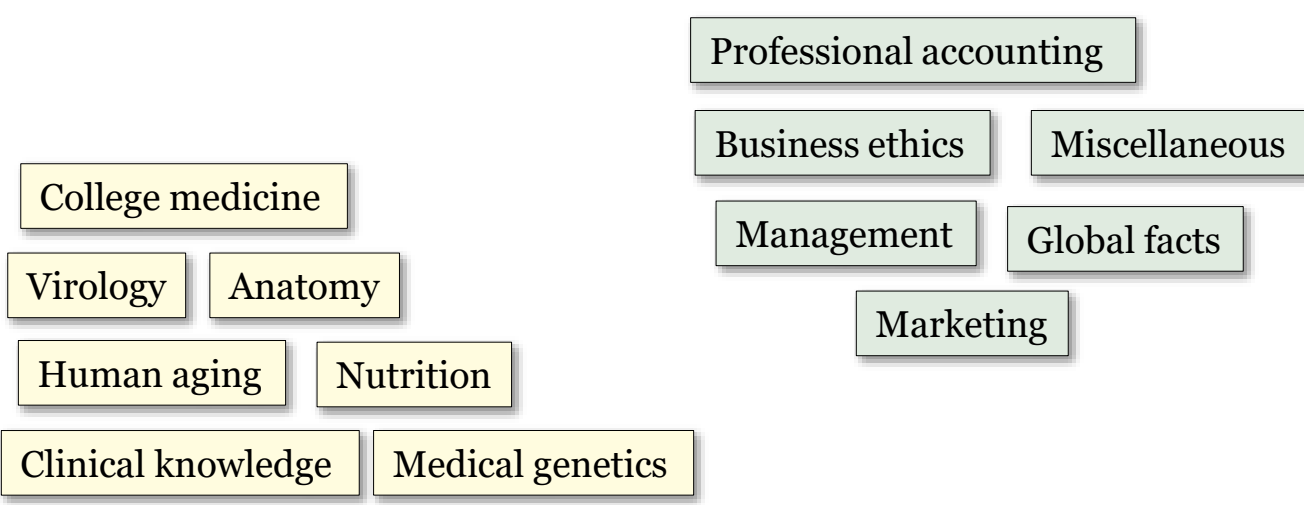 Professional accounting
Business ethics
Miscellaneous
Management
Global facts
Marketing
College medicine
Virology
Anatomy
Human aging
Nutrition
Clinical knowledge
Medical genetics